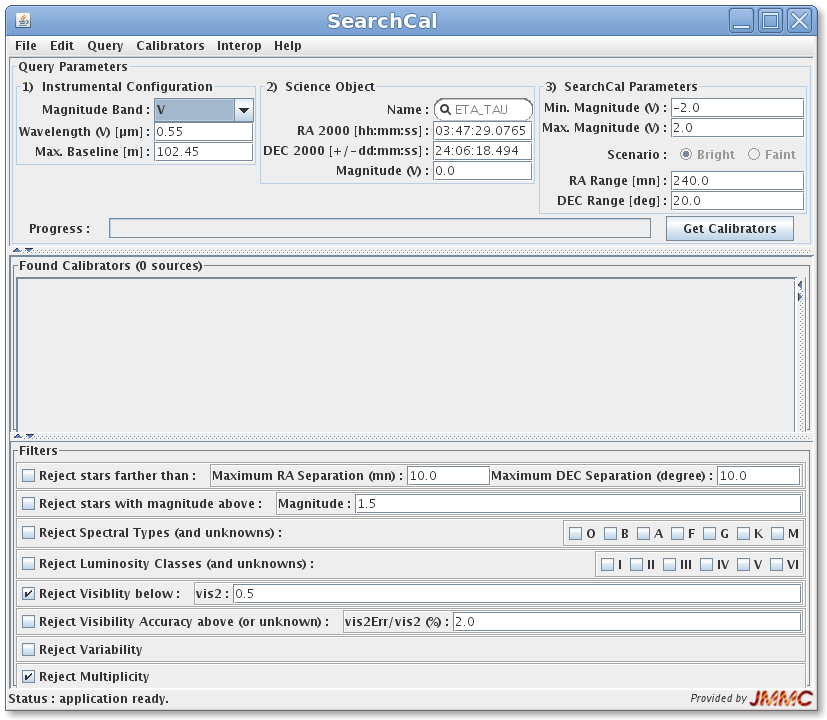 SearchCal
File Edit Query Calibrators Interop Help
Query Parameters
1) Instrumental Configuration
Magnitude Band : V
Wavelength (V) [µm] : 0.55
Max. Baseline [m] : 102.45
2) Science Object
Name : ETA_TAU
RA 2000 [hh:mm:ss] : 03:47:29.0765
DEC 2000 [+/-dd:mm:ss] : 24:06:18.494
Magnitude (V) : 0.0
3) SearchCal Parameters
Min. Magnitude (V) : -2.0
Max. Magnitude (V) : 2.0
Scenario : Bright Faint
RA Range [mn] : 240.0
DEC Range [deg] : 20.0
Progress : Get Calibrators
Found Calibrators (0 sources)
Filters
Reject stars farther than : Maximum RA Separation (mn) : 10.0 Maximum DEC Separation (degree) : 10.0
Reject stars with magnitude above : Magnitude : 1.5
Reject Spectral Types (and unknowns) : O B A F G K M
Reject Luminosity Classes (and unknowns) : I II III IV V VI
Reject Visiblity below : vis2 : 0.5
Reject Visibility Accuracy above (or unknown) : vis2Err/vis2 (%) : 2.0
Reject Variability
Reject Multiplicity
Status : application ready. Provided by JMMC